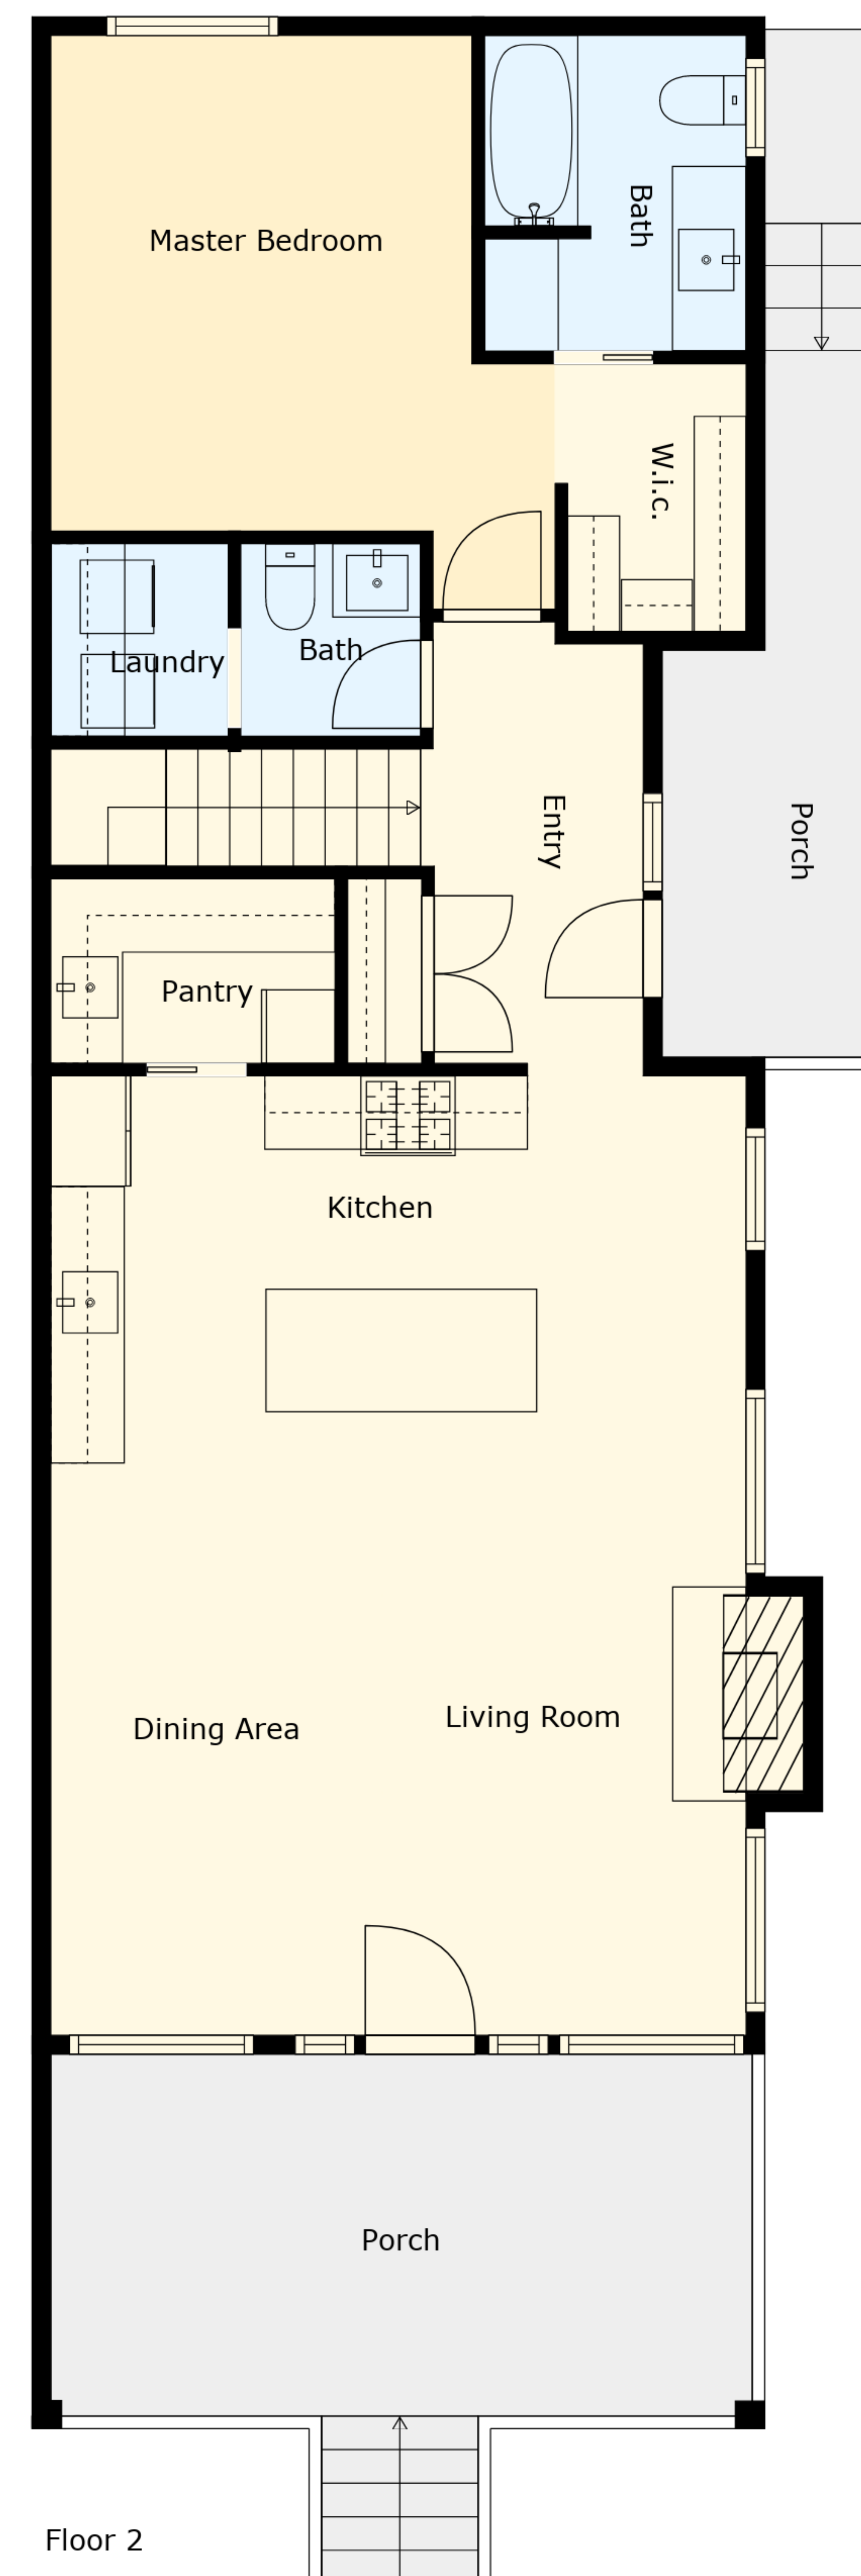 Master Bedroom
Bath
W.i.c.
Laundry
Bath
Entry
Porch
Pantry
Kitchen
Dining Area
Living Room
Porch
Floor 2